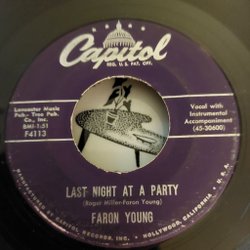 Capitol
REG. U. S. PAT. OFF.
Lancaster Music
Pub.- Tree Pub.
Co., Inc.
BMI-1:51
F4113
Vocal with
Instrumental
Accompaniment
(45-30600)
LAST NIGHT AT A PARTY
(Roger Miller-Faron Young)
FARON YOUNG
MANUFACTURED BY CAPITOL RECORDS, INC. HOLLYWOOD, CALIFORNIA, U.S.A.